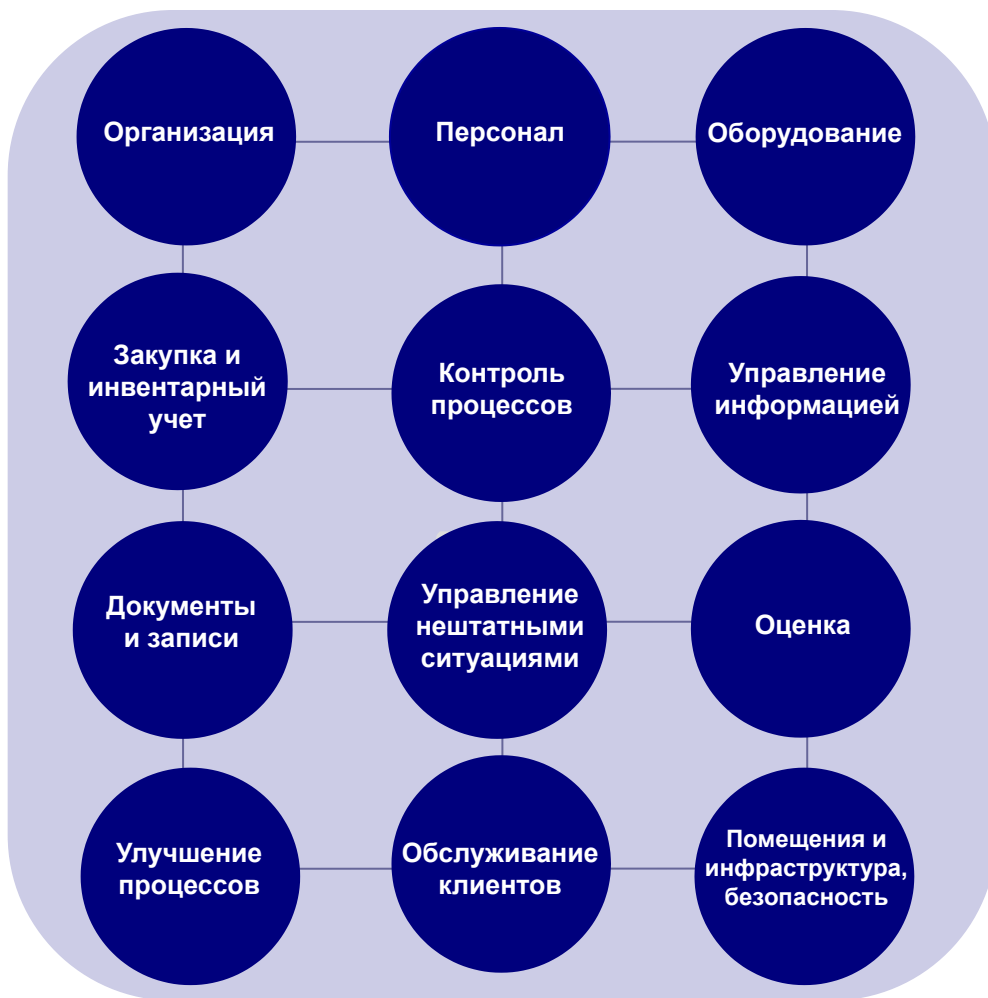 Организация
Персонал
Оборудование
Закупка и
инвентарный
учет
Контроль
процессов
Управление
информацией
Документы
и записи
Управление
нештатными
ситуациями
Оценка
Улучшение
процессов
Обслуживание
клиентов
Помещения и
инфраструктура,
безопасность